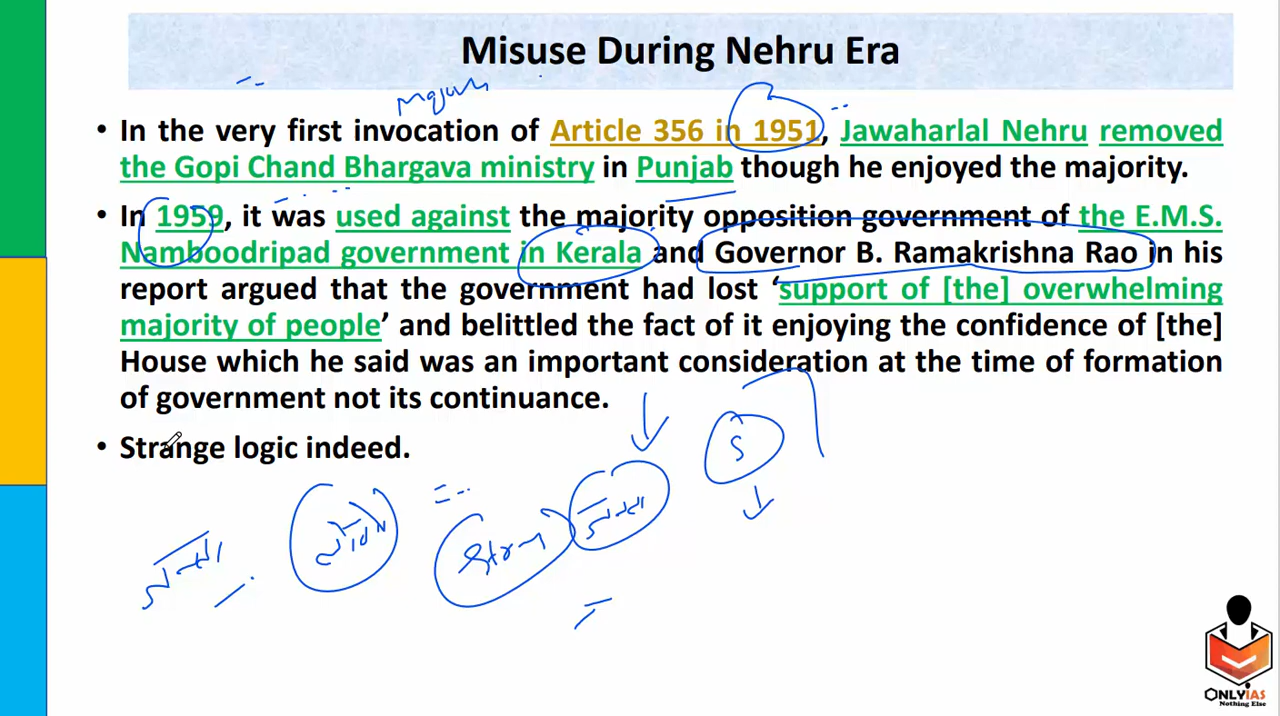 Misuse During Nehru Era
• In the very first invocation of Article 356 in 1951, Jawaharlal Nehru removed
the Gopi Chand Bhargava ministry in Punjab though he enjoyed the majority.
• In 1959, it was used against the majority opposition government of the E.M.S.
Namboodripad government in Kerala and Governor B. Ramakrishna Rao in his
report argued that the government had lost ‘support of [the] overwhelming
majority of people’ and belittled the fact of it enjoying the confidence of [the]
House which he said was an important consideration at the time of formation
of government not its continuance.
• Strange logic indeed.
S
ONLYIAS
Nothing Else